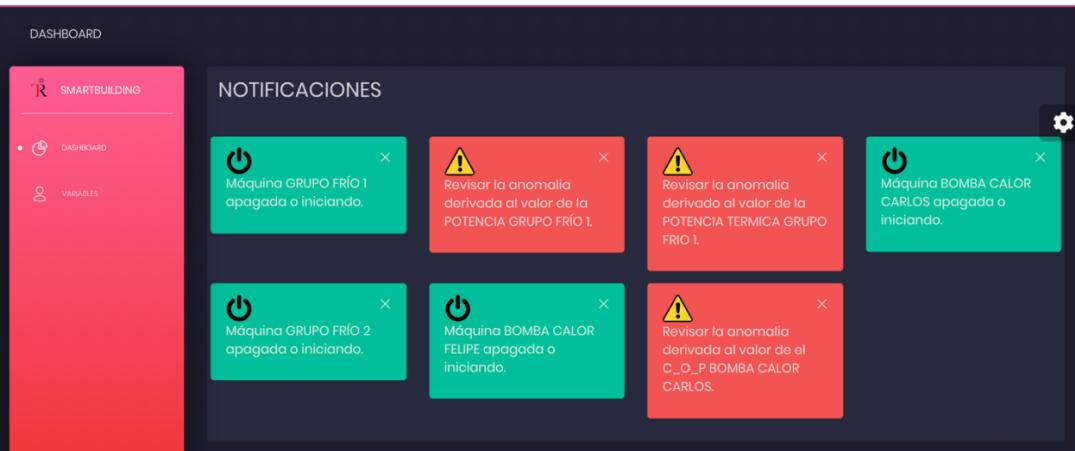 DASHBOARD
SMARTBUILDING
DASHBOARD
VARIABLES
NOTIFICACIONES
Máquina GRUPO FRÍO 1
apagada o iniciando.
Revisar la anomalia
derivada al valor de la
POTENCIA GRUPO FRÍO 1.
Revisar la anomalia
derivado al valor de la
POTENCIA TERMICA GRUPO
FRIO 1.
Máquina BOMBA CALOR
CARLOS apagada o
iniciando.
Máquina GRUPO FRÍO 2
apagada o iniciando.
Máquina BOMBA CALOR
FELIPE apagada o
iniciando.
Revisar la anomalia
derivada al valor de el
C_O_P BOMBA CALOR
CARLOS.